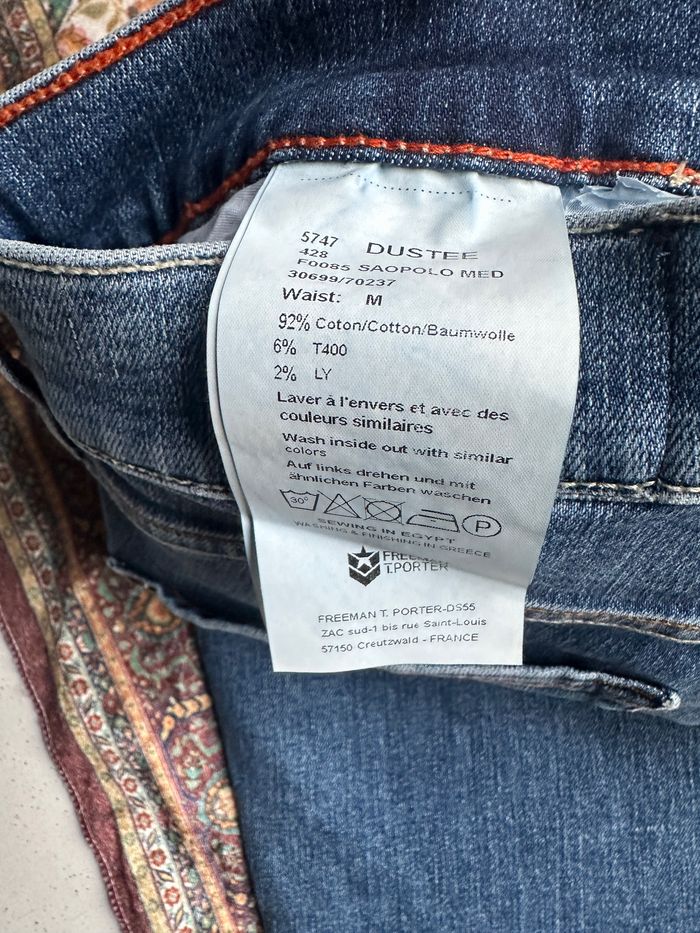 5747 DUSTEE
428
F0085 SAOPOLO MED
30699/70237
Waist: M
92% Coton/Cotton/Baumwolle
6% T400
2% LY
Laver à l'envers et avec des
couleurs similaires
Wash inside out with similar
colors
Auf links drehen und mit
ähnlichen Farben waschen
30° P
SEWING IN EGYPT
WASHING & FINISHING IN GREECE
FREEMAN
T.PORTER
FREEMAN T. PORTER-DS55
ZAC sud-1 bis rue Saint-Louis
57150 Creutzwald - FRANCE